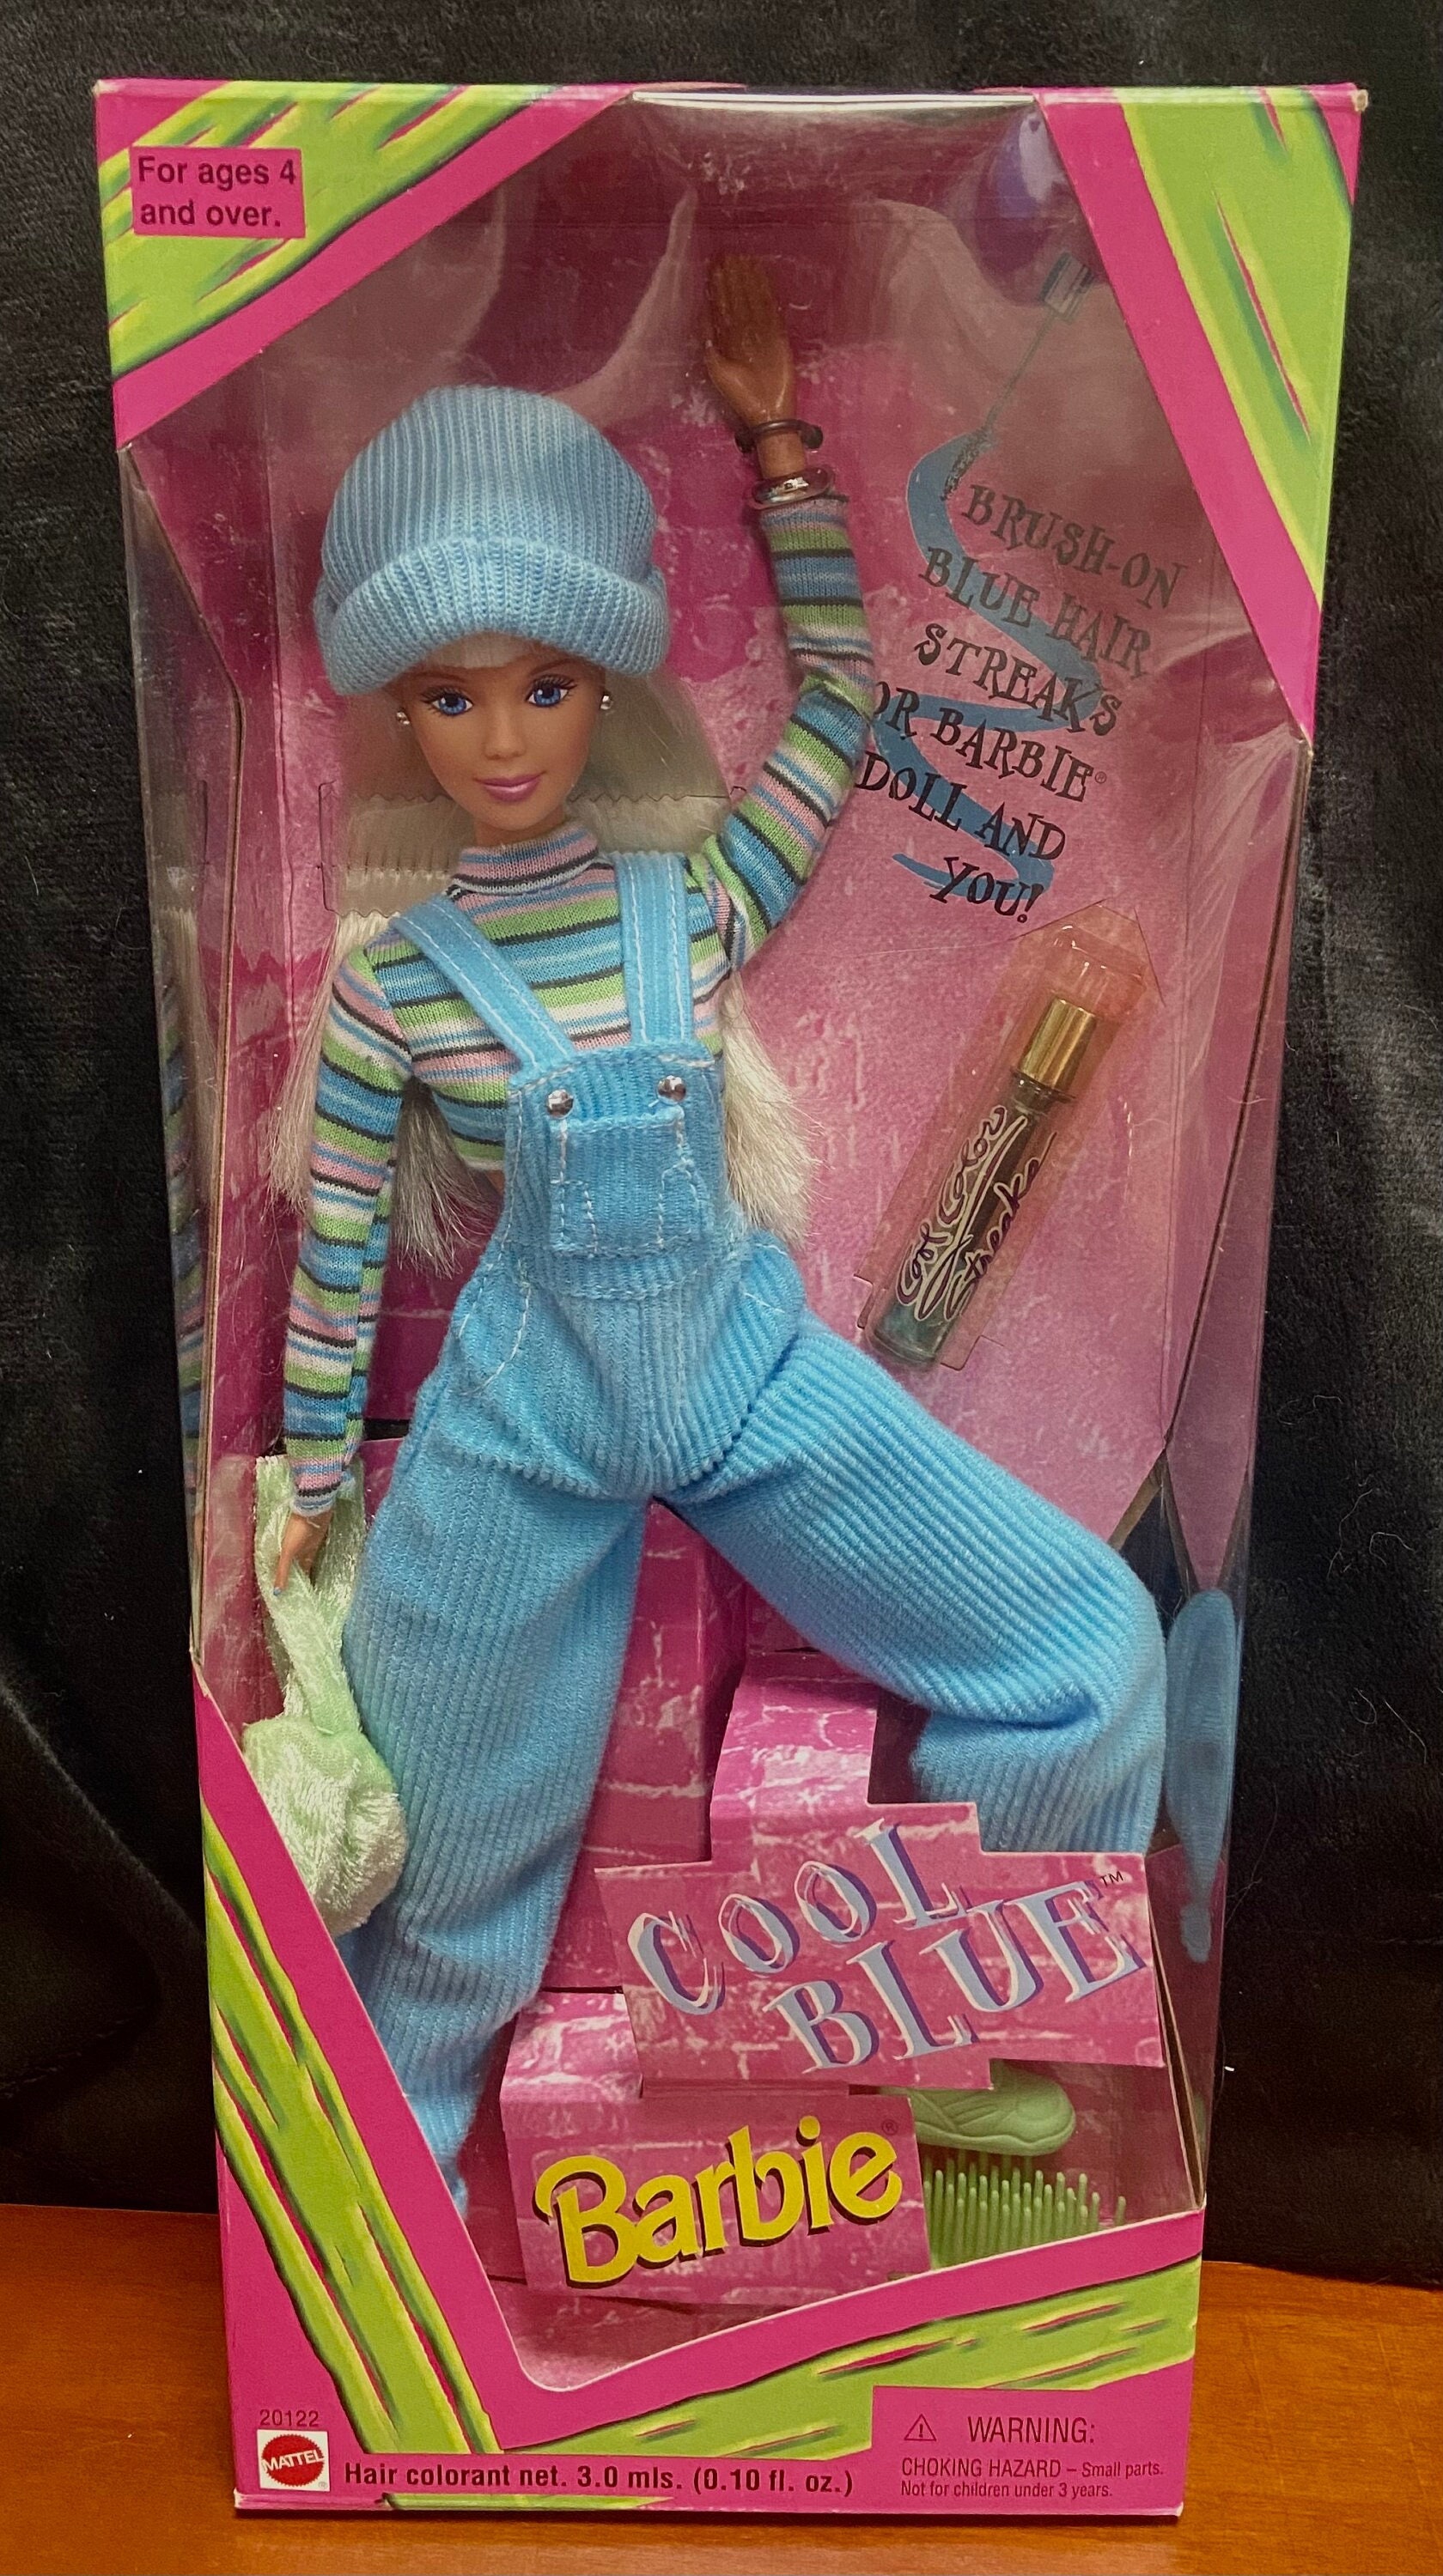 For ages 4
and over.
BRUSH-ON
BLUE HAIR
STREAKS
OR BARBIE®
DOLL AND
YOU!
Cool Color
Streaks
COOL
BLUE™
Barbie®
20122
MATTEL®
Hair colorant net. 3.0 mls. (0.10 fl. oz.)
⚠ WARNING:
CHOKING HAZARD – Small parts.
Not for children under 3 years.